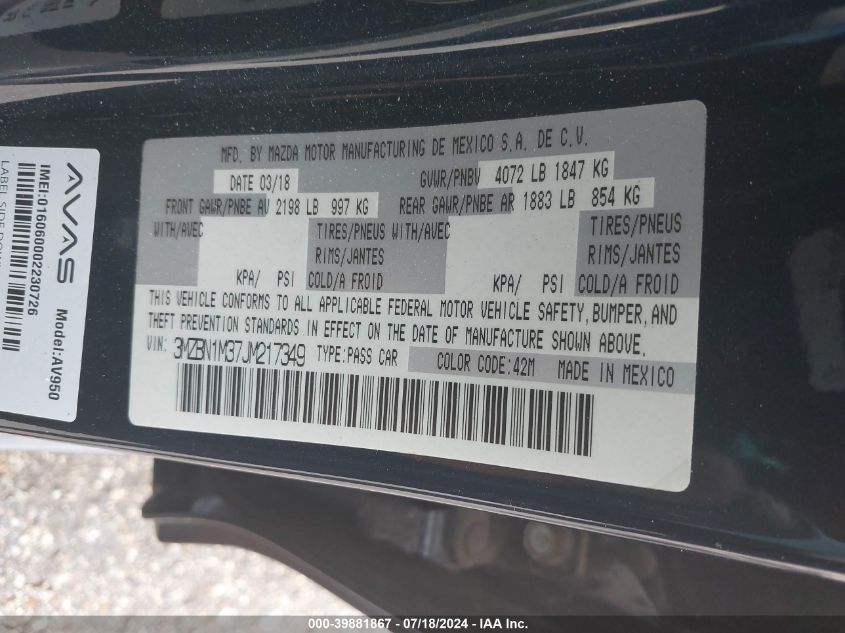 MFD. BY MAZDA MOTOR MANUFACTURING DE MEXICO S.A. DE C.V.
DATE 03/18 GVWR/PNBV 4072 LB 1847 KG
FRONT GAWR/PNBE AV 2198 LB 997 KG REAR GAWR/PNBE AR 1883 LB 854 KG
WITH/AVEC TIRES/PNEUS WITH/AVEC TIRES/PNEUS
RIMS/JANTES RIMS/JANTES
KPA/ PSI COLD/A FROID KPA/ PSI COLD/A FROID
THIS VEHICLE CONFORMS TO ALL APPLICABLE FEDERAL MOTOR VEHICLE SAFETY, BUMPER, AND
THEFT PREVENTION STANDARDS IN EFFECT ON THE DATE OF MANUFACTURE SHOWN ABOVE.
VIN: 3MZBN1M37JM217349 TYPE:PASS CAR COLOR CODE:42M MADE IN MEXICO
AVAS Model:AV950
IMEI:016060002230726
LABEL SIDE DOWN
000-39881867 - 07/18/2024 - IAA Inc.